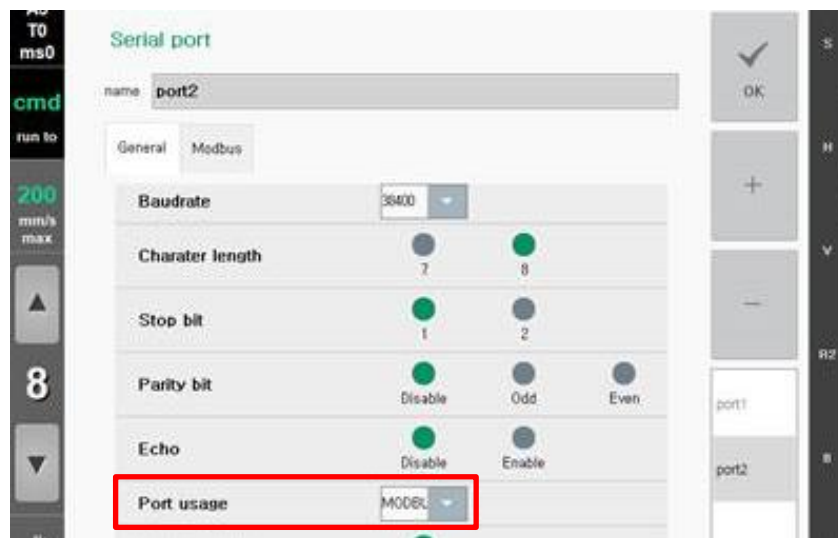 T0
ms0
cmd
run to
200
mm/s
max
8
Serial port
name port2
General Modbus
Baudrate 38400
Charater length 7 8
Stop bit 1 2
Parity bit Disable Odd Even
Echo Disable Enable
Port usage MODBU
OK
+
−
port1
port2
S
H
V
R2
B